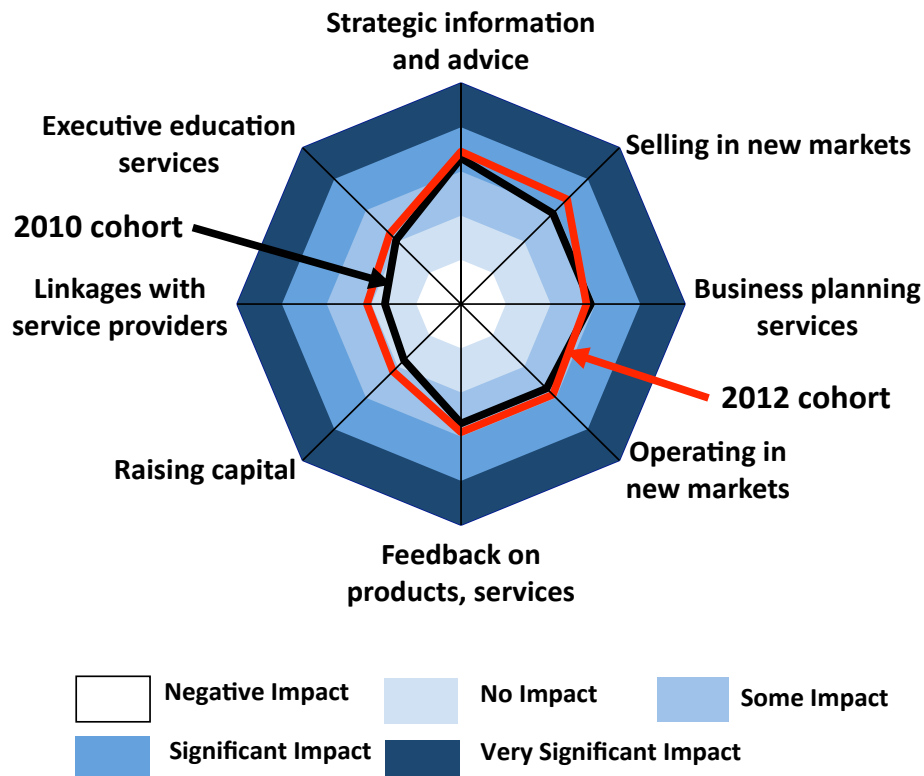 Strategic information
and advice
Executive education
services
Selling in new markets
2010 cohort
Linkages with
service providers
Business planning
services
2012 cohort
Raising capital
Operating in
new markets
Feedback on
products, services
Negative Impact
No Impact
Some Impact
Significant Impact
Very Significant Impact